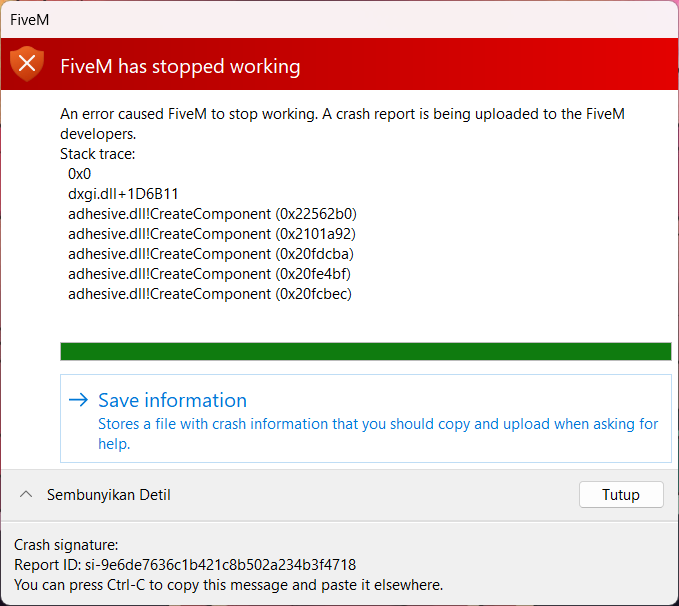 FiveM
FiveM has stopped working
An error caused FiveM to stop working. A crash report is being uploaded to the FiveM
developers.
Stack trace:
0x0
dxgi.dll+1D6B11
adhesive.dll!CreateComponent (0x22562b0)
adhesive.dll!CreateComponent (0x2101a92)
adhesive.dll!CreateComponent (0x20fdcba)
adhesive.dll!CreateComponent (0x20fe4bf)
adhesive.dll!CreateComponent (0x20fcbec)
Save information
Stores a file with crash information that you should copy and upload when asking for
help.
Sembunyikan Detil
Tutup
Crash signature:
Report ID: si-9e6de7636c1b421c8b502a234b3f4718
You can press Ctrl-C to copy this message and paste it elsewhere.